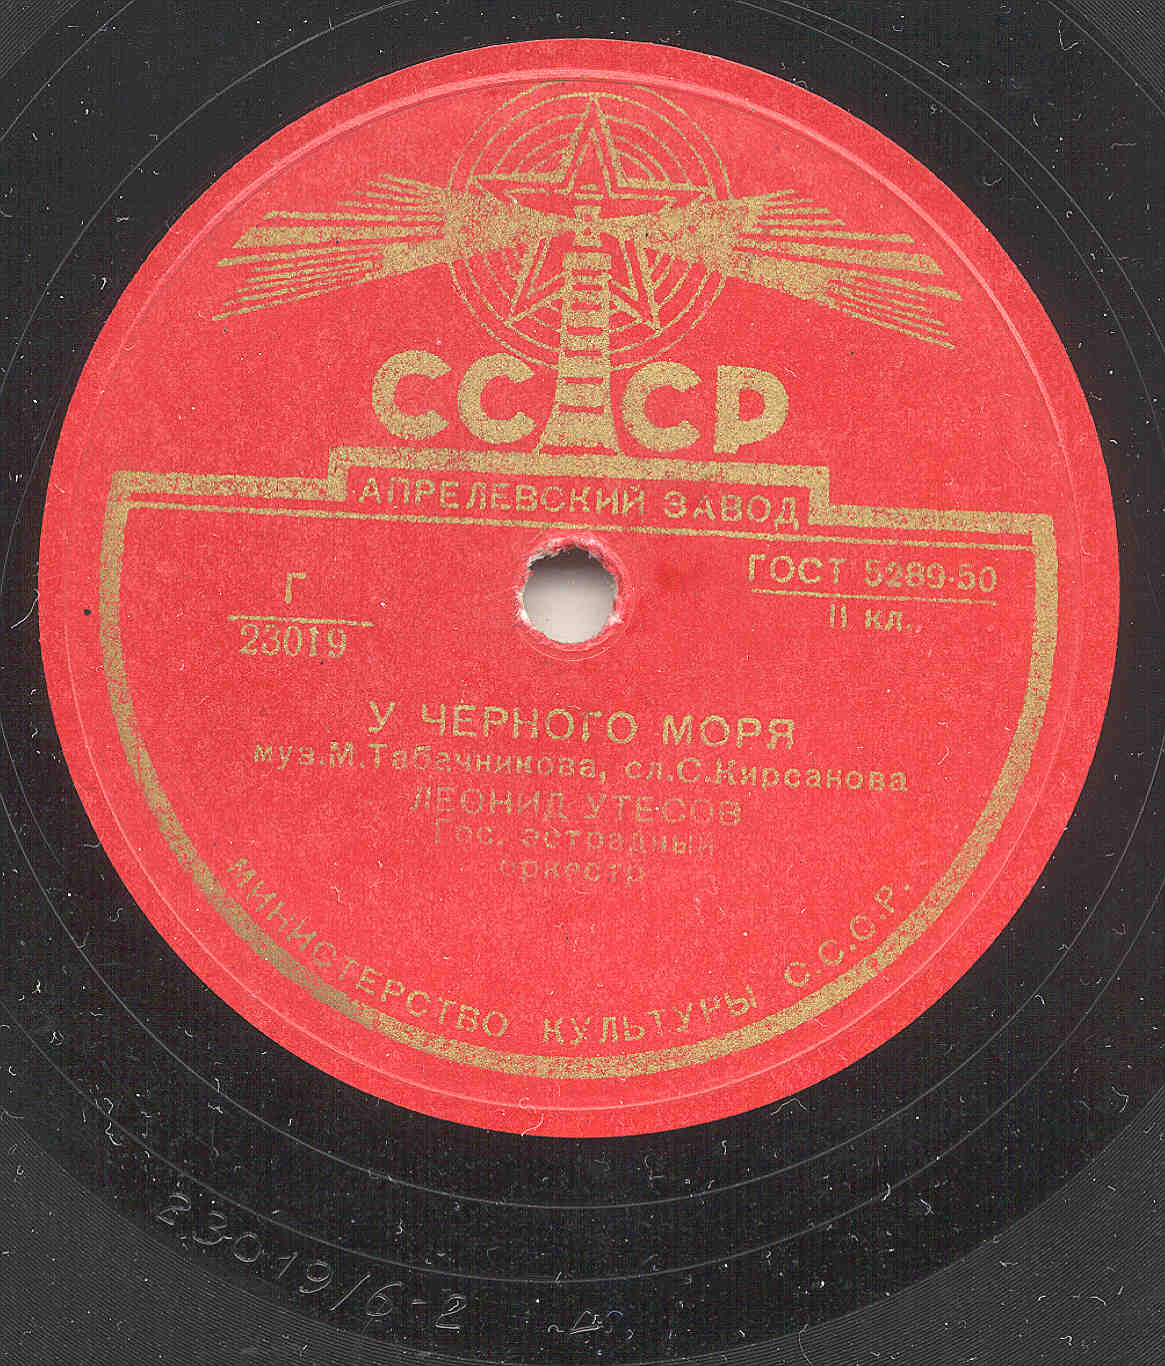 СССР
АПРЕЛЕВСКИЙ ЗАВОД
ГОСТ 5289-50
II кл.
Г
23019
У ЧЕРНОГО МОРЯ
муз.М.Табачникова, сл.С.Кирсанова
ЛЕОНИД УТЕСОВ
Гос. эстрадный
оркестр
МИНИСТЕРСТВО КУЛЬТУРЫ С.С.С.Р.
23019/6-2